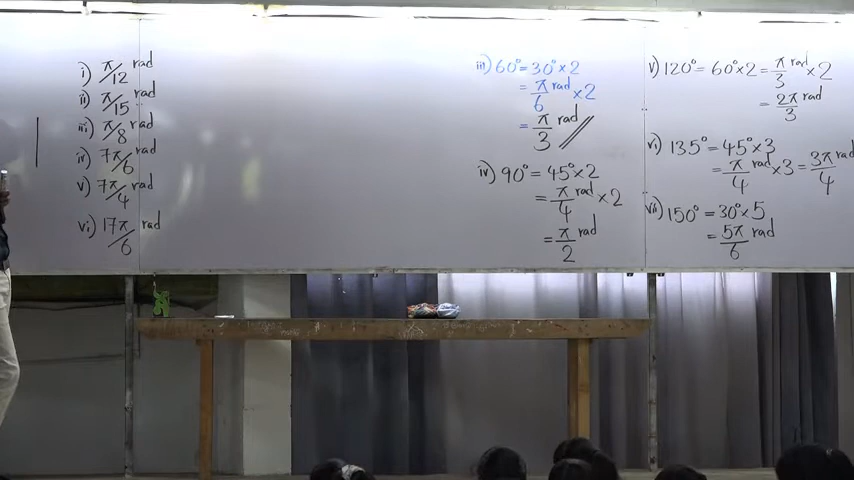 i) π/12 rad
ii) π/15 rad
iii) π/8 rad
iv) 7π/6 rad
v) 7π/4 rad
vi) 17π/6 rad
iii) 60° = 30° × 2
= π/6 rad × 2
= π/3 rad
iv) 90° = 45° × 2
= π/4 rad × 2
= π/2 rad
v) 120° = 60° × 2 = π/3 rad × 2
= 2π/3 rad
vi) 135° = 45° × 3
= π/4 rad × 3 = 3π/4 rad
vii) 150° = 30° × 5
= 5π/6 rad